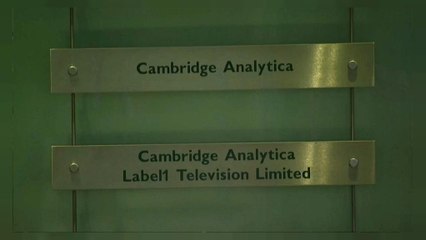 Cambridge Analytica
Cambridge Analytica
Label1 Television Limited